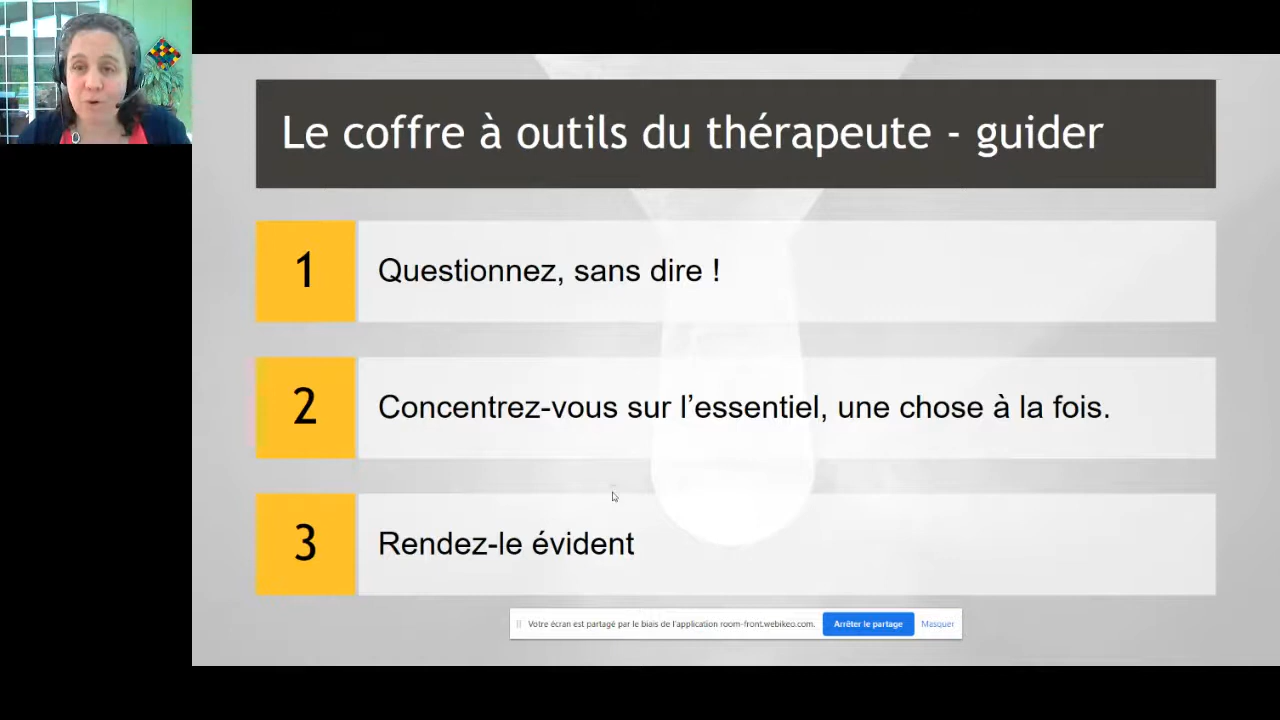 Le coffre à outils du thérapeute - guider
1
Questionnez, sans dire !
2
Concentrez-vous sur l’essentiel, une chose à la fois.
3
Rendez-le évident
Votre écran est partagé par le biais de l'application room-front.webikeo.com. Arrêter le partage Masquer